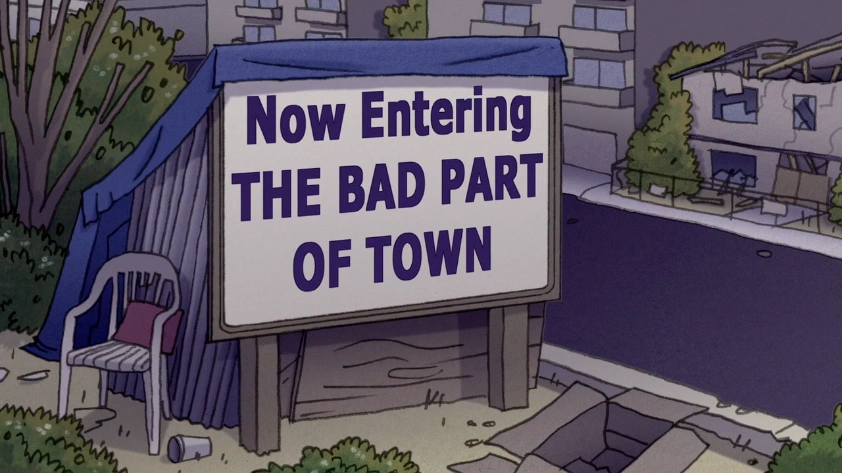 Now Entering
THE BAD PART
OF TOWN